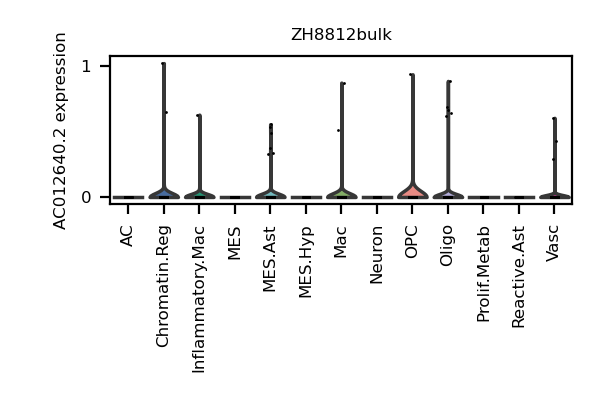 ZH8812bulk
AC012640.2 expression
1
0
AC
Chromatin.Reg
Inflammatory.Mac
MES
MES.Ast
MES.Hyp
Mac
Neuron
OPC
Oligo
Prolif.Metab
Reactive.Ast
Vasc